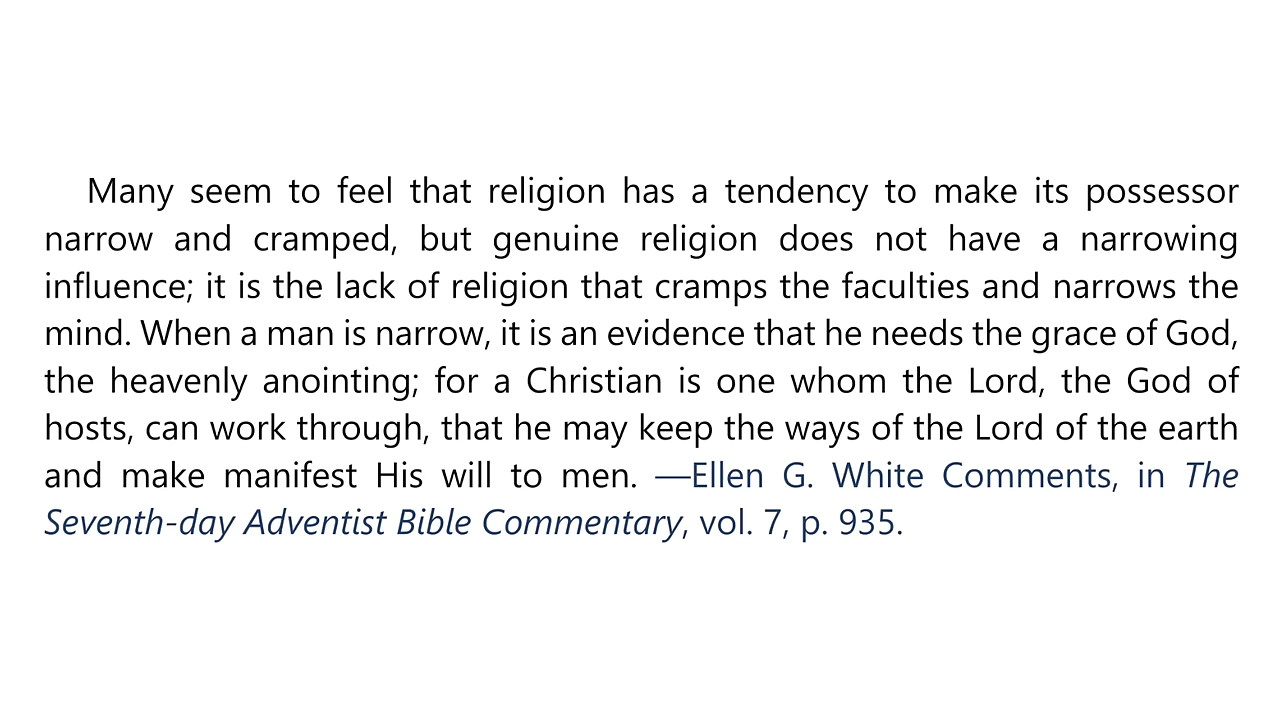 Many seem to feel that religion has a tendency to make its possessor
narrow and cramped, but genuine religion does not have a narrowing
influence; it is the lack of religion that cramps the faculties and narrows the
mind. When a man is narrow, it is an evidence that he needs the grace of God,
the heavenly anointing; for a Christian is one whom the Lord, the God of
hosts, can work through, that he may keep the ways of the Lord of the earth
and make manifest His will to men. —Ellen G. White Comments, in The
Seventh-day Adventist Bible Commentary, vol. 7, p. 935.